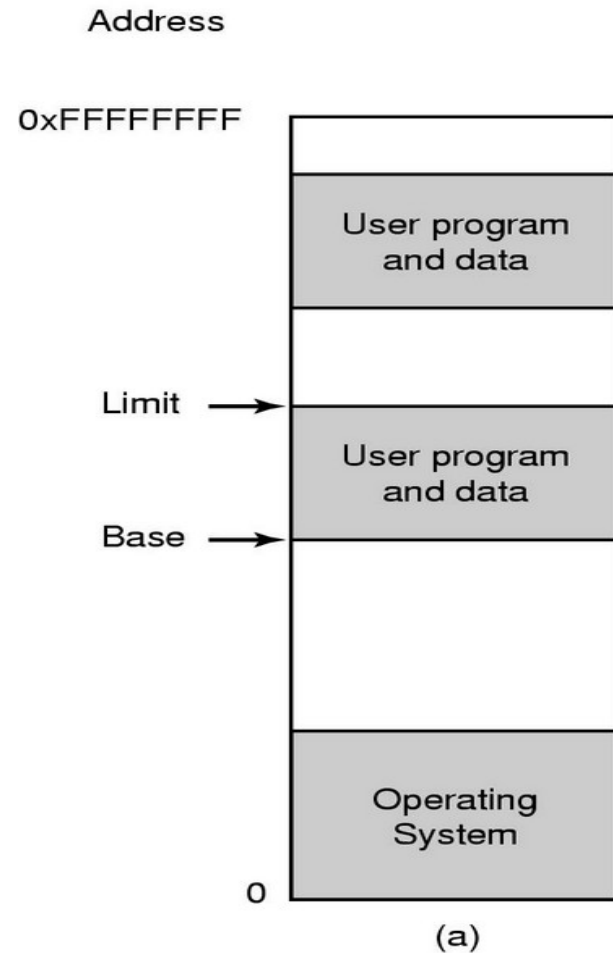 Address
0xFFFFFFFF
User program
and data
Limit
User program
and data
Base
Operating
System
0
(a)